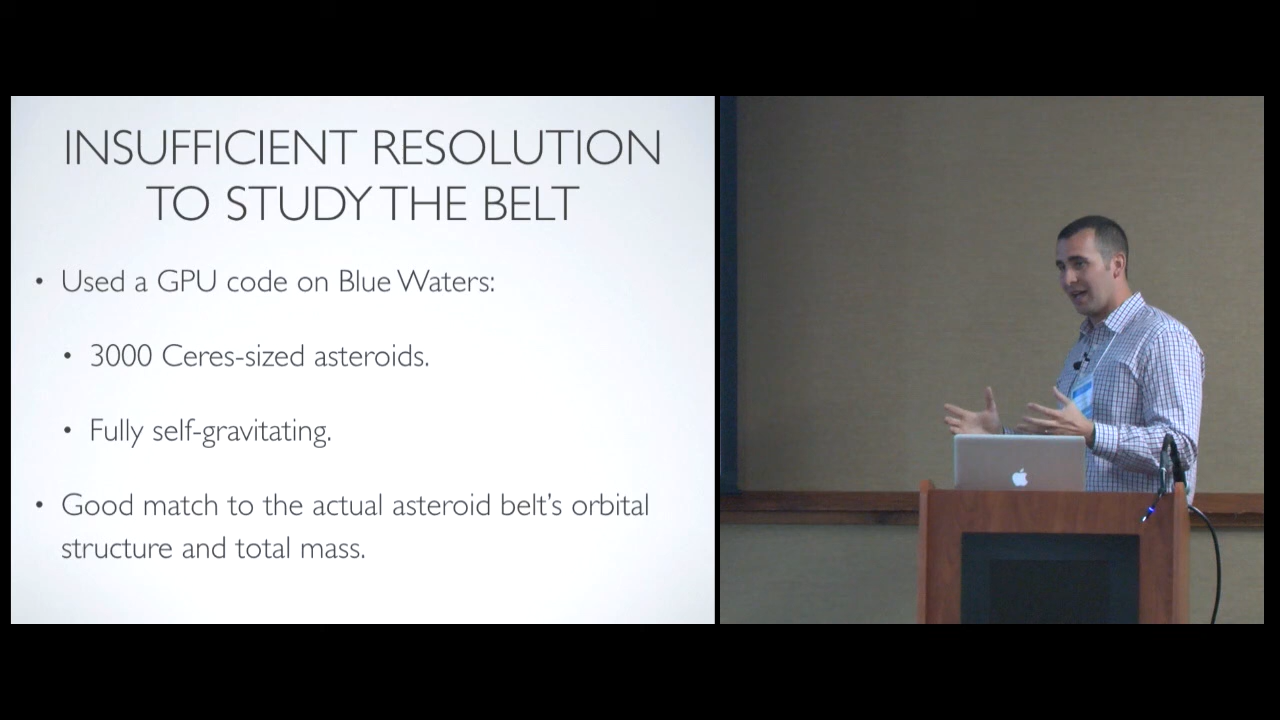 INSUFFICIENT RESOLUTION
TO STUDY THE BELT
• Used a GPU code on Blue Waters:
• 3000 Ceres-sized asteroids.
• Fully self-gravitating.
• Good match to the actual asteroid belt's orbital
structure and total mass.